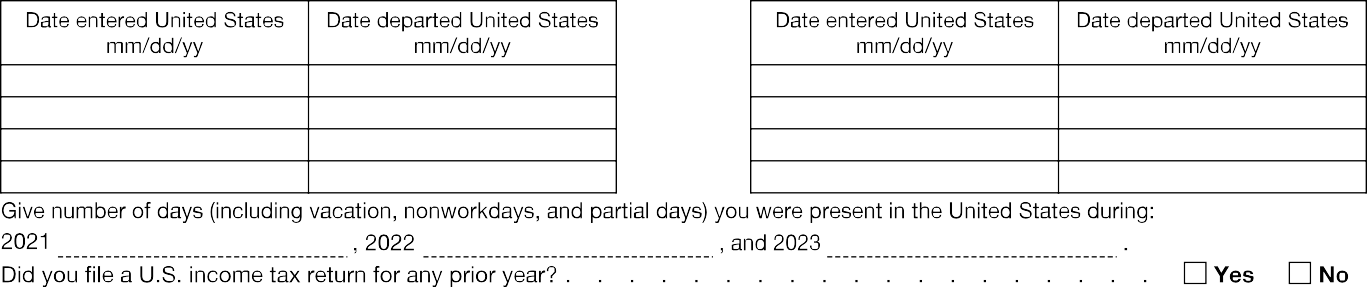 Date entered United States Date departed United States Date entered United States Date departed United States
mm/dd/yy mm/dd/yy mm/dd/yy mm/dd/yy
Give number of days (including vacation, nonworkdays, and partial days) you were present in the United States during:
2021 , 2022 , and 2023 .
Did you file a U.S. income tax return for any prior year? . . . . . . . . . . . . . . . . . . . Yes No